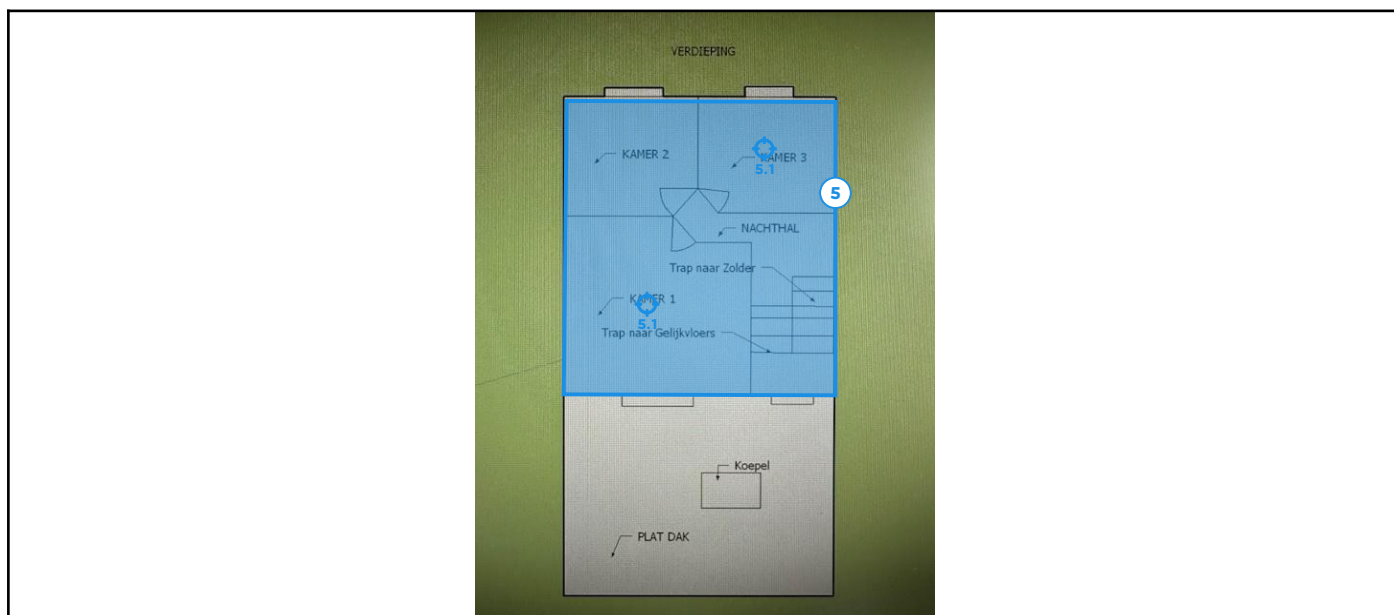 VERDIEPING
KAMER 2
KAMER 3
5.1
5
NACHTHAL
Trap naar Zolder
KAMER 1
5.1
Trap naar Gelijkvloers
Koepel
PLAT DAK